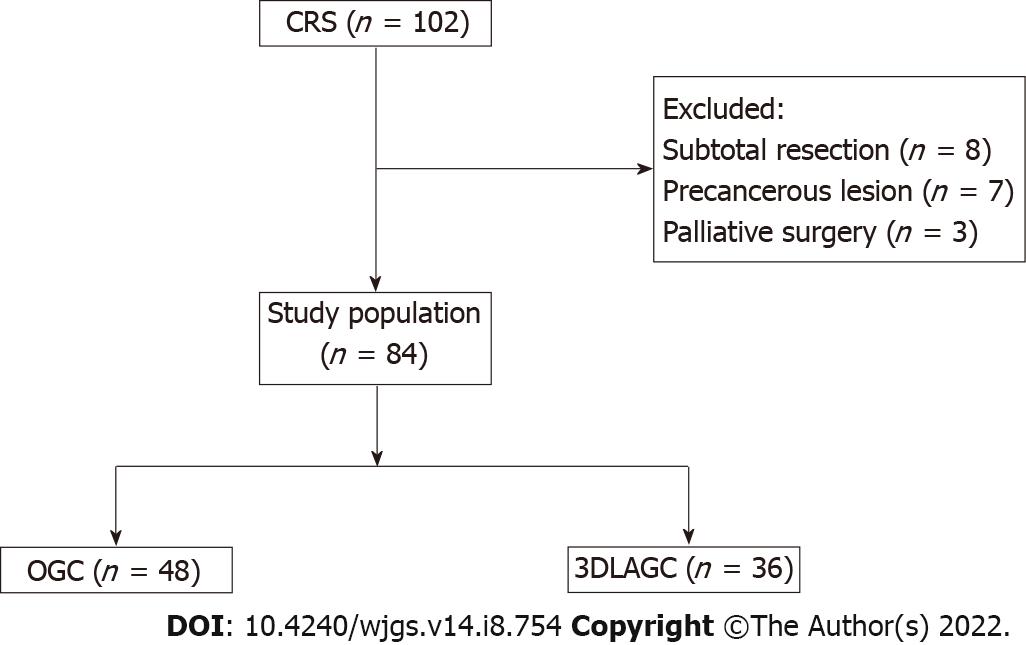 CRS (n = 102)
Excluded:
Subtotal resection (n = 8)
Precancerous lesion (n = 7)
Palliative surgery (n = 3)
Study population
(n = 84)
OGC (n = 48)
3DLAGC (n = 36)
DOI: 10.4240/wjgs.v14.i8.754 Copyright ©The Author(s) 2022.